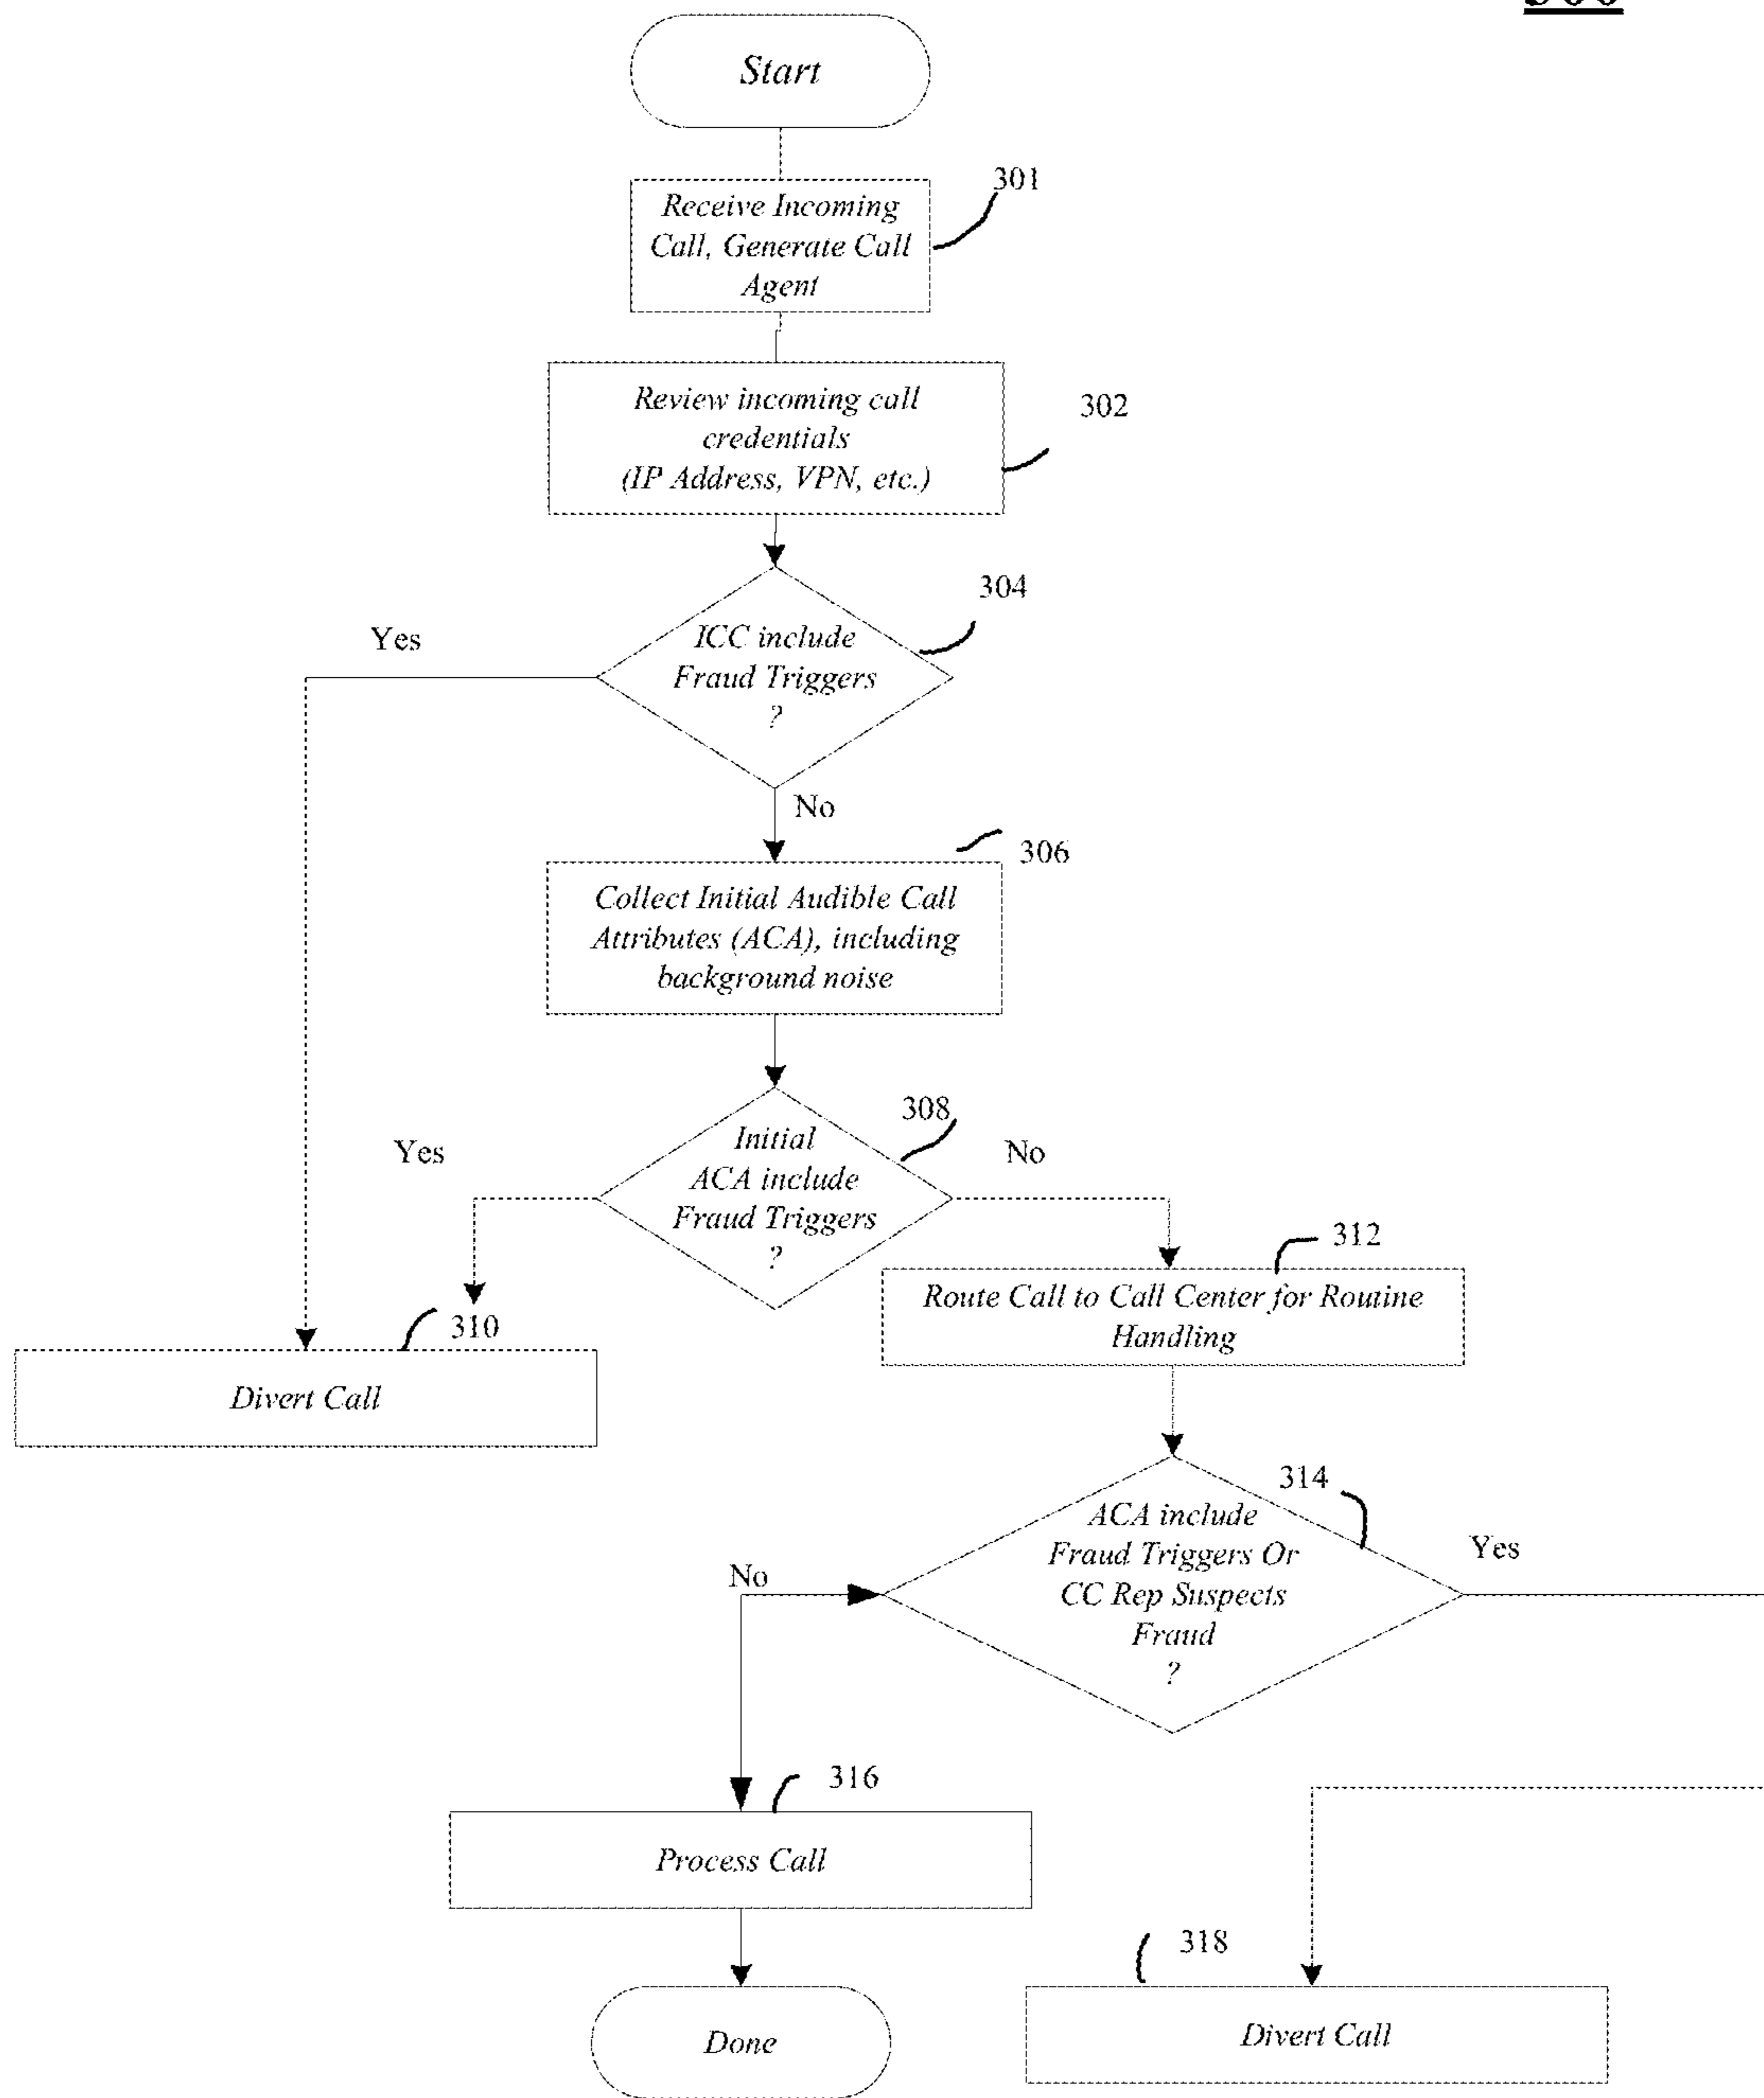 Start
301
Receive Incoming
Call, Generate Call
Agent
302
Review incoming call
credentials
(IP Address, VPN, etc.)
304
Yes
ICC include
Fraud Triggers
?
No
306
Collect Initial Audible Call
Attributes (ACA), including
background noise
308
Yes
No
Initial
ACA include
Fraud Triggers
?
312
Route Call to Call Center for Routine
Handling
310
Divert Call
314
ACA include
Fraud Triggers Or
CC Rep Suspects
Fraud
?
Yes
No
316
Process Call
318
Done
Divert Call